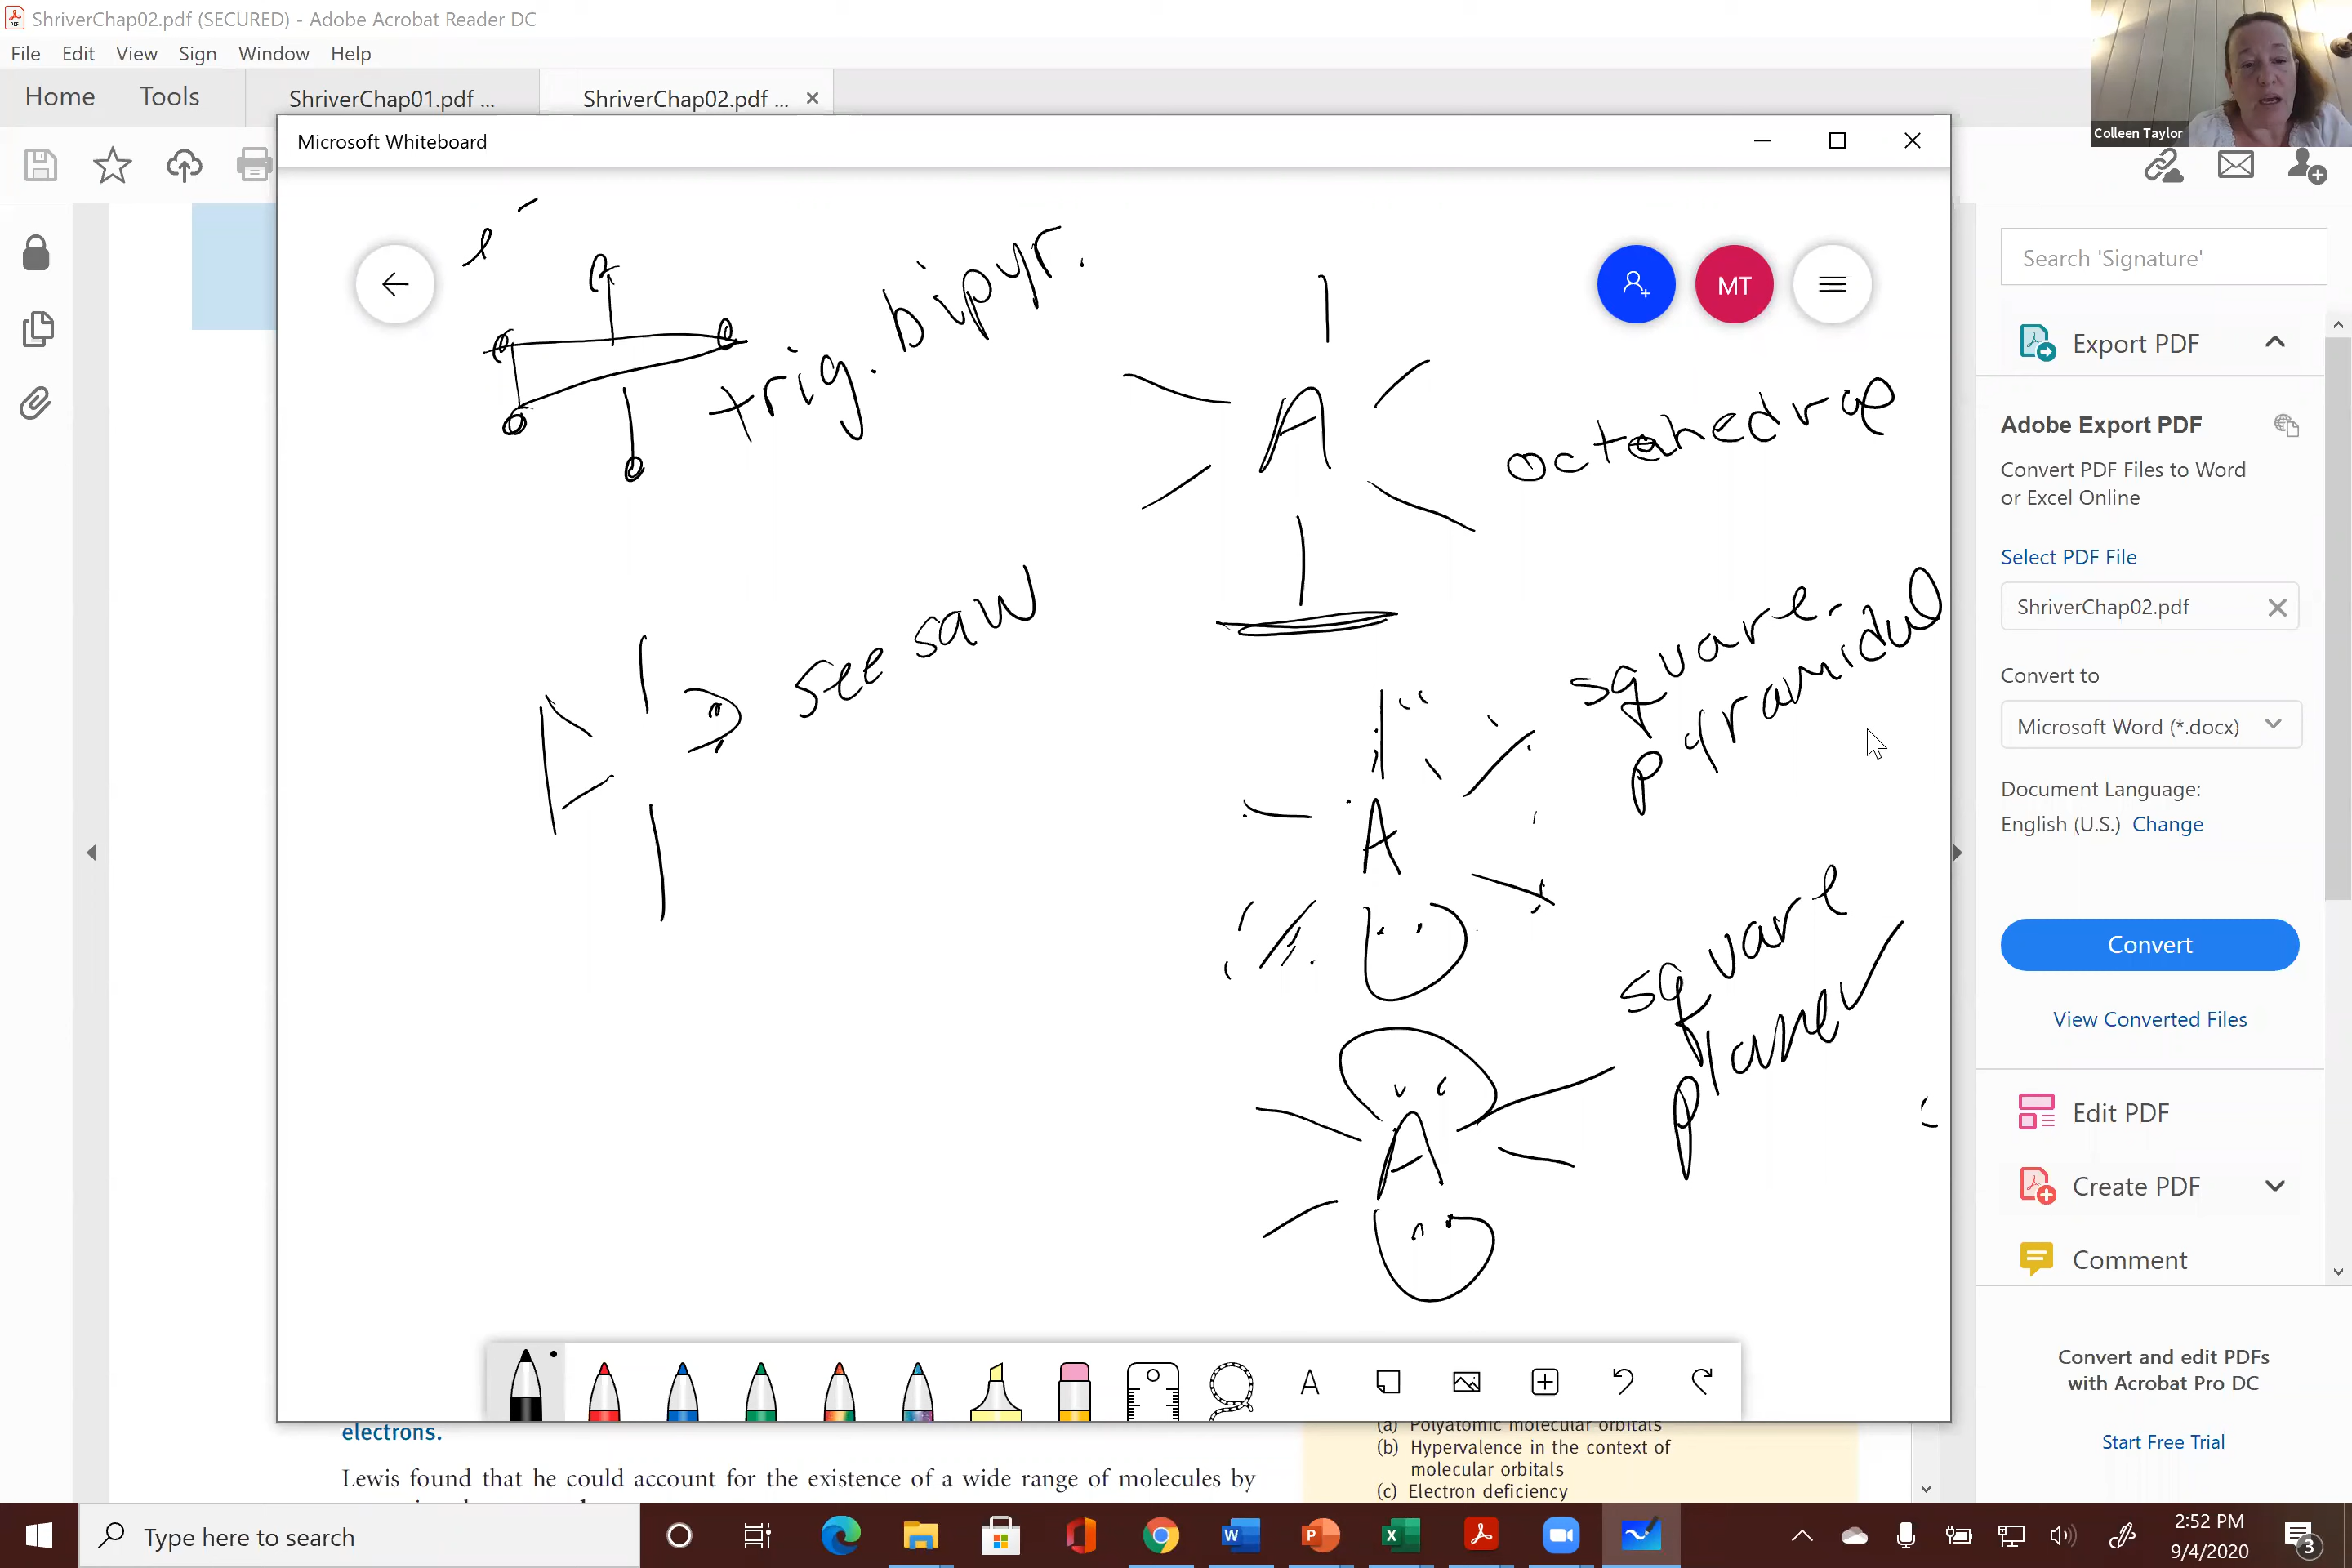 ShriverChap02.pdf (SECURED) - Adobe Acrobat Reader DC
File Edit View Sign Window Help
Home Tools ShriverChap01.pdf ... ShriverChap02.pdf ...
Colleen Taylor
Microsoft Whiteboard
e-
trig. bipyr.
MT
A
octahedral
see saw
square-
pyramidal
A
square
planer
A
Search 'Signature'
Export PDF
Adobe Export PDF
Convert PDF Files to Word
or Excel Online
Select PDF File
ShriverChap02.pdf
Convert to
Microsoft Word (*.docx)
Document Language:
English (U.S.) Change
Convert
View Converted Files
Edit PDF
Create PDF
Comment
Convert and edit PDFs
with Acrobat Pro DC
Start Free Trial
electrons.
Lewis found that he could account for the existence of a wide range of molecules by
(a) Polyatomic molecular orbitals
(b) Hypervalence in the context of
molecular orbitals
(c) Electron deficiency
Type here to search
2:52 PM
9/4/2020
3